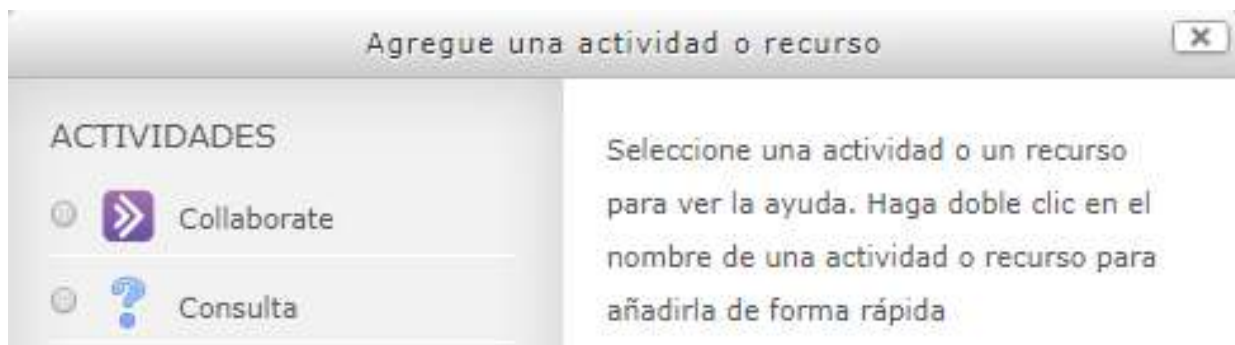 Agregue una actividad o recurso
ACTIVIDADES
Collaborate
Consulta
Seleccione una actividad o un recurso
para ver la ayuda. Haga doble clic en el
nombre de una actividad o recurso para
añadirla de forma rápida